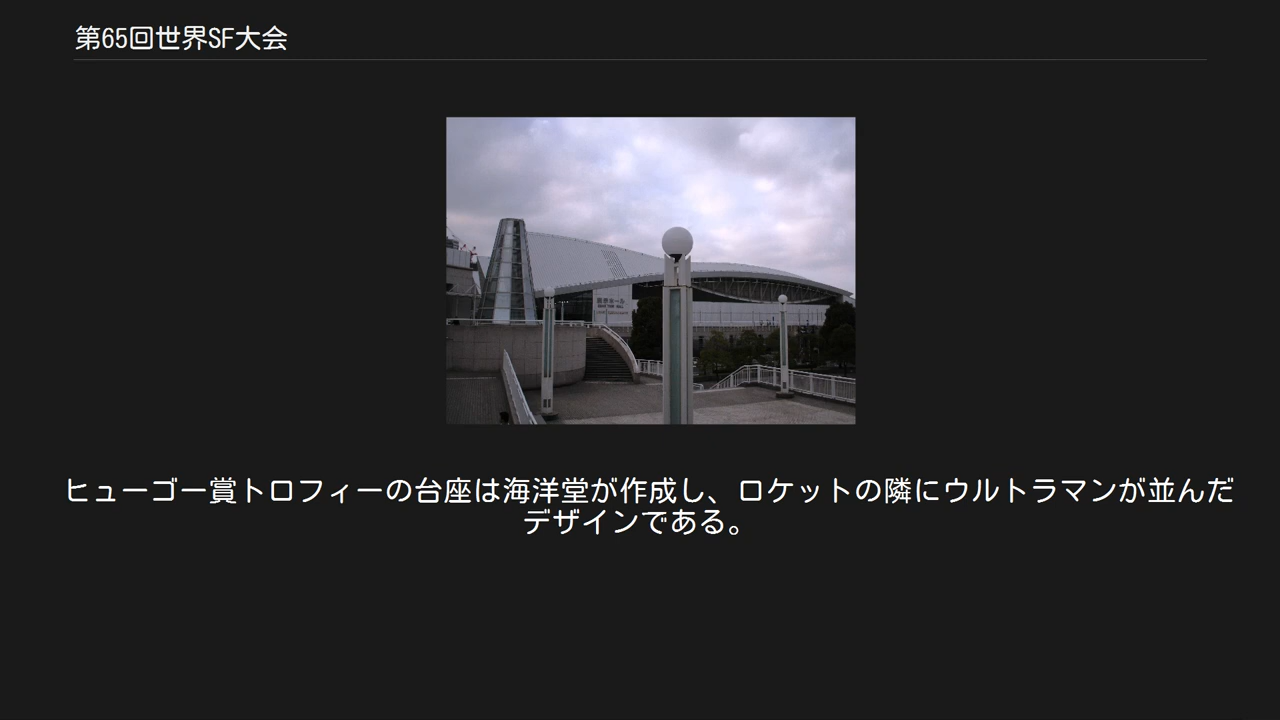 第65回世界SF大会
ヒューゴー賞トロフィーの台座は海洋堂が作成し、ロケットの隣にウルトラマンが並んだ
デザインである。